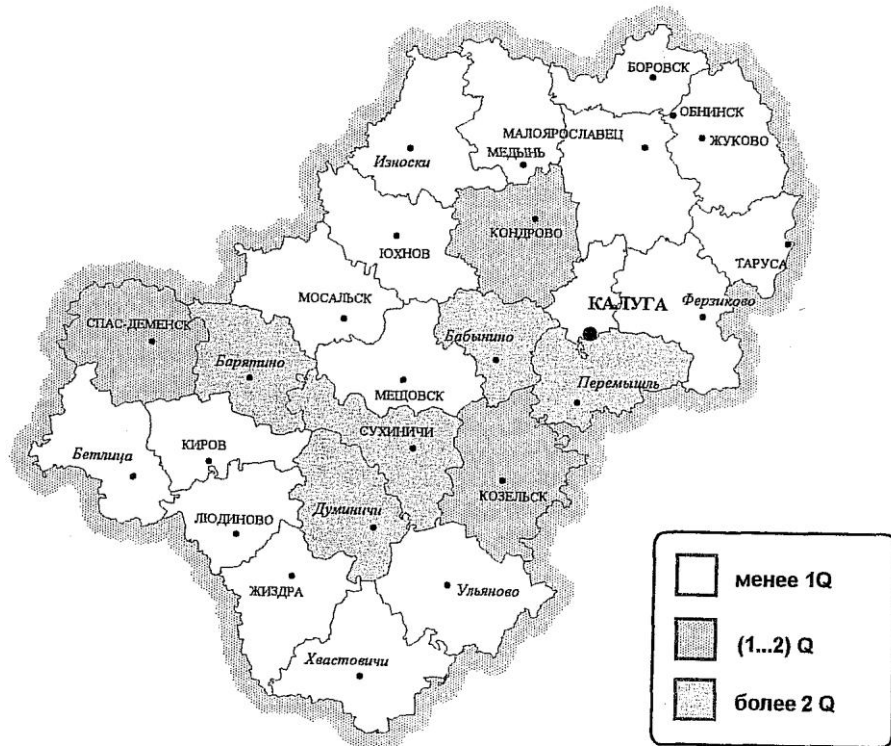 БОРОВСК
ОБНИНСК
МАЛОЯРОСЛАВЕЦ
ЖУКОВО
Износки
МЕДЫНЬ
КОНДРОВО
ЮХНОВ
ТАРУСА
МОСАЛЬСК
КАЛУГА
Ферзиково
СПАС-ДЕМЕНСК
Бабынино
Барятино
Перемышль
МЕЩОВСК
СУХИНИЧИ
КИРОВ
Бетлица
КОЗЕЛЬСК
Думиничи
ЛЮДИНОВО
ЖИЗДРА
Ульяново
Хвастовичи
менее 1Q
(1...2) Q
более 2 Q